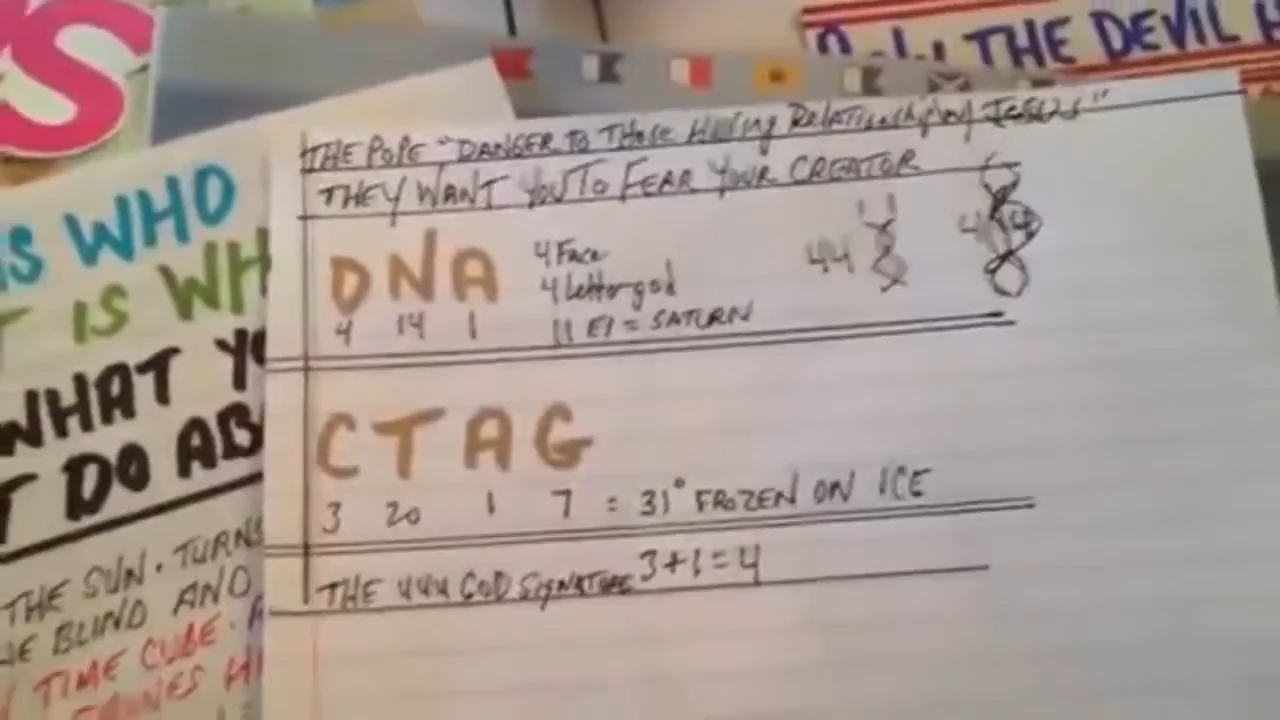 S
THE DEVIL
IS WHO
IS WH
WHAT
DO AB
THE SUN. TURNS
BLIND AND
TIME CUBE.
THE POPE "DANGER TO THOSE HAVING RELATIONSHIP w/ JESUS"
THEY WANT YOU TO FEAR YOUR CREATOR
DNA
4 14 1
4 Face
4 Letter god
11 El = SATURN
44
CTAG
3 20 1 7 = 31° FROZEN ON ICE
THE 444 GOD SIGNATURE 3+1=4